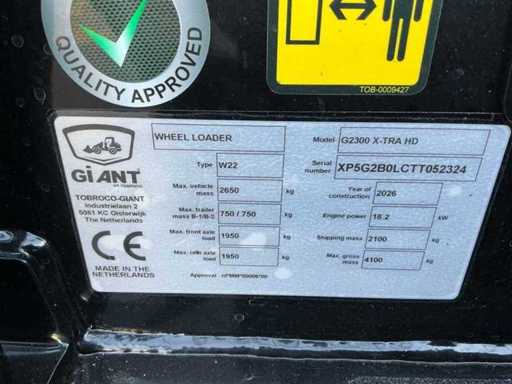 QUALITY APPROVED
TOB-0009427
GiANT
TOBROCO-GIANT
Industrielaan 2
5061 KC Oisterwijk
The Netherlands
CE
MADE IN THE
NETHERLANDS
WHEEL LOADER
Model G2300 X-TRA HD
Type W22
Serial number XP5G2B0LCTT052324
Max. vehicle mass 2650 kg
Year of construction 2026
Max. trailer mass B-1/B-2 750 / 750 kg
Engine power 18.2 kW
Max. front axle load 1950 kg
Shipping mass 2100 kg
Max. rear axle load 1950 kg
Max. gross mass 4100 kg
Approval